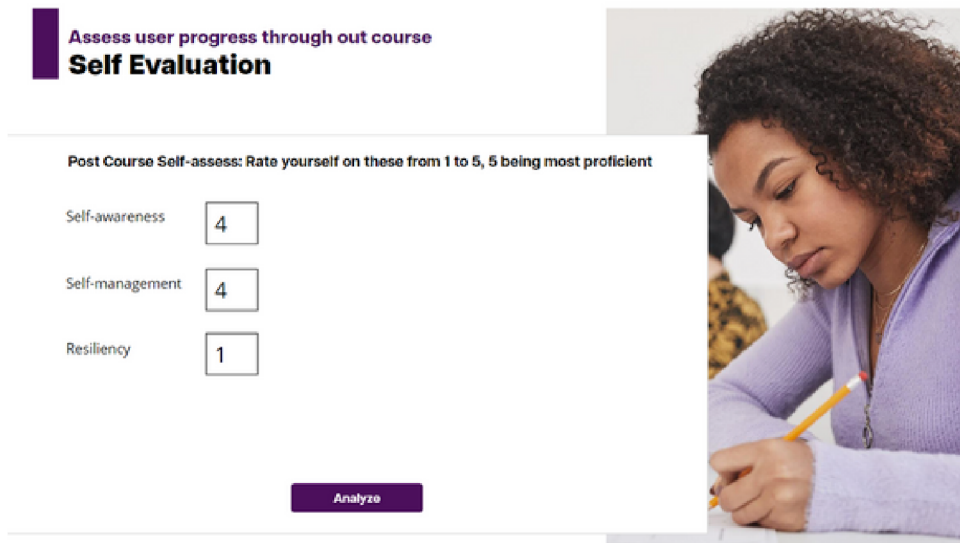 Assess user progress through out course
Self Evaluation
Post Course Self-assess: Rate yourself on these from 1 to 5, 5 being most proficient
Self-awareness 4
Self-management 4
Resiliency 1
Analyze